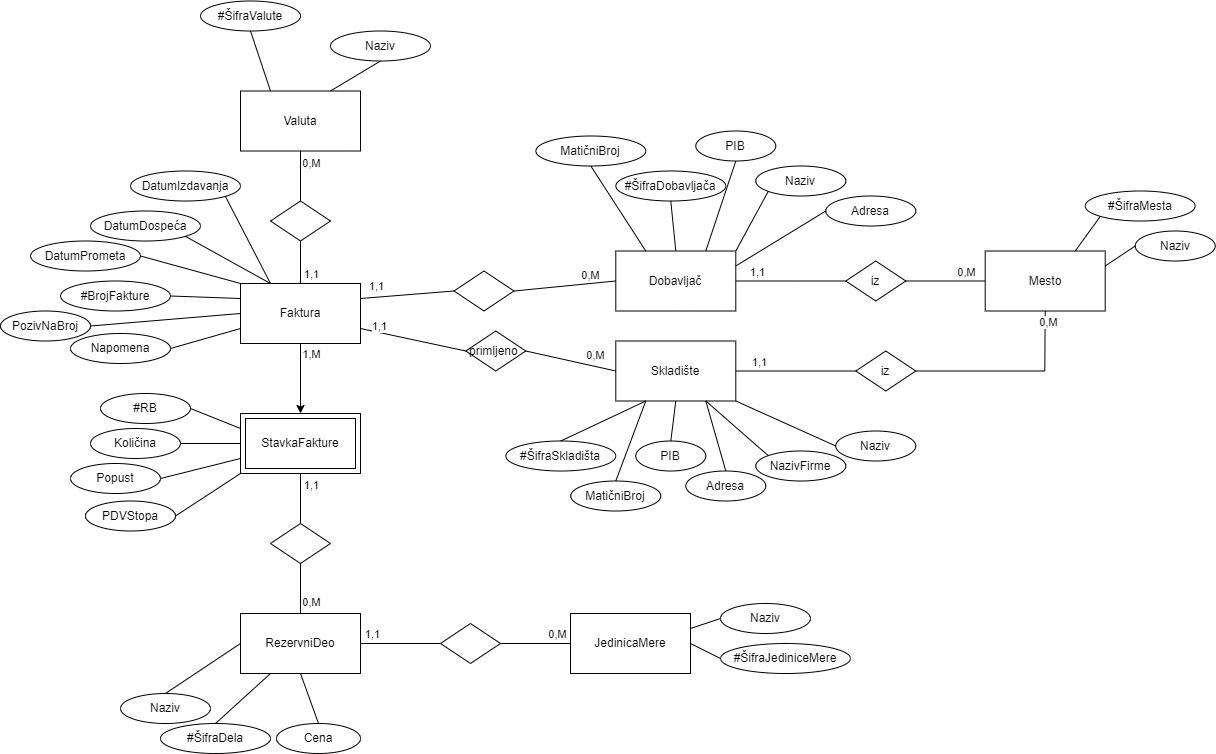 #ŠifraValute
Naziv
Valuta
0,M
DatumIzdavanja
DatumDospeća
DatumPrometa
#BrojFakture
PozivNaBroj
Napomena
1,1
Faktura
1,1
0,M
1,1
primljeno
0,M
1,M
MatičniBroj
PIB
#ŠifraDobavljača
Naziv
Adresa
Dobavljač
1,1
iz
0,M
#ŠifraMesta
Naziv
Mesto
0,M
Skladište
1,1
iz
#ŠifraSkladišta
MatičniBroj
PIB
Adresa
NazivFirme
Naziv
#RB
Količina
Popust
PDVStopa
StavkaFakture
1,1
0,M
RezervniDeo
1,1
0,M
JedinicaMere
Naziv
#ŠifraJediniceMere
Naziv
#ŠifraDela
Cena